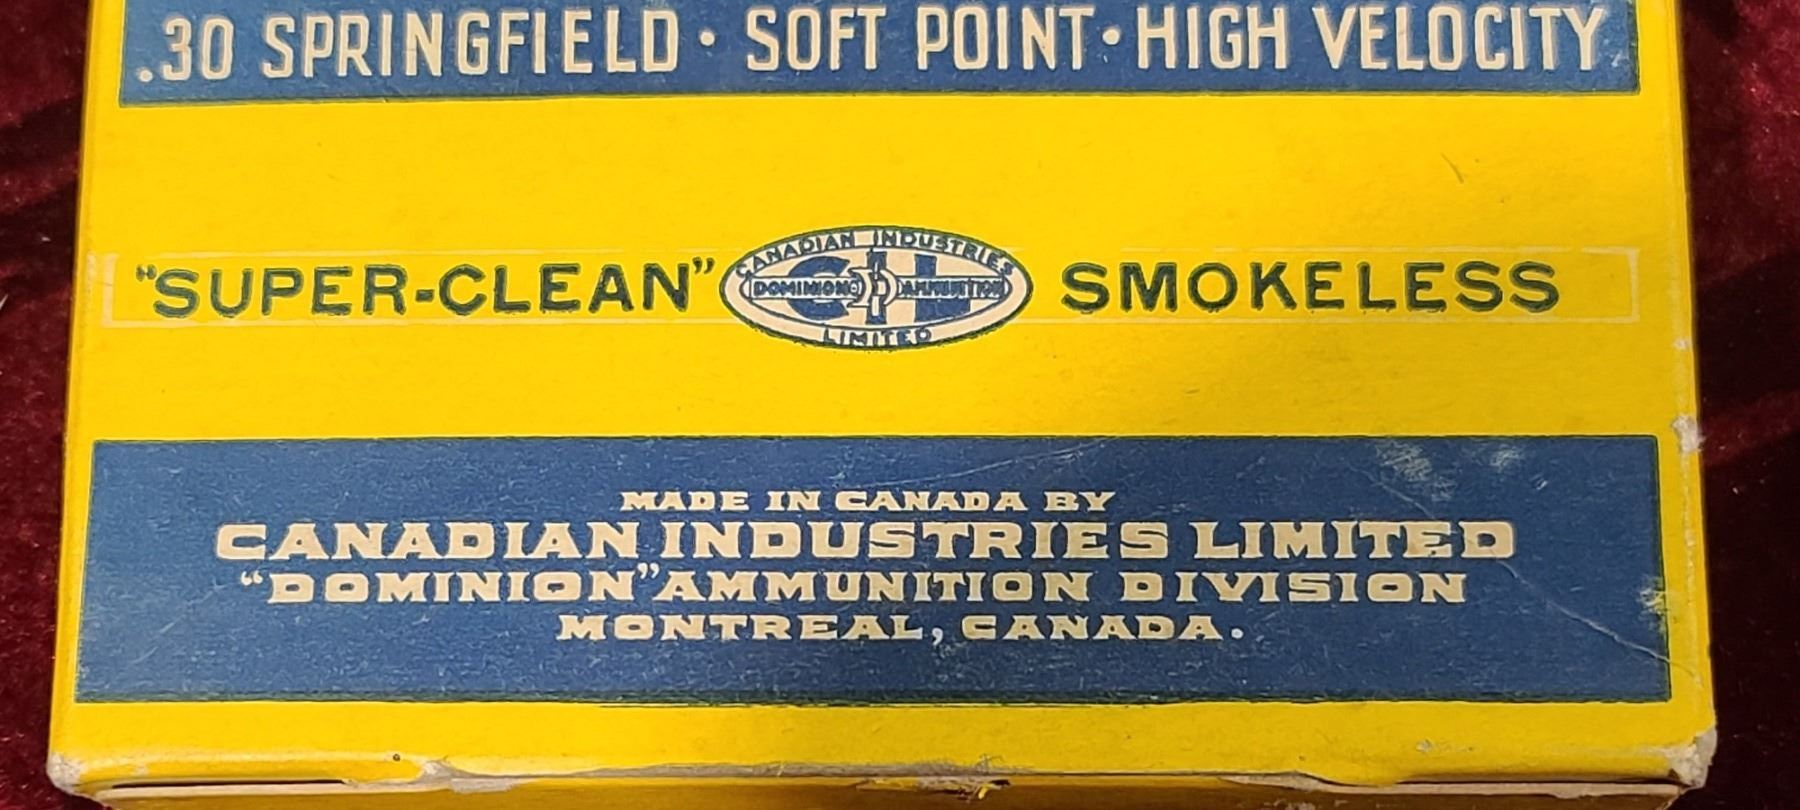 .30 SPRINGFIELD · SOFT POINT · HIGH VELOCITY
"SUPER-CLEAN" SMOKELESS
CANADIAN INDUSTRIES
CIL
DOMINION AMMUNITION
LIMITED
MADE IN CANADA BY
CANADIAN INDUSTRIES LIMITED
"DOMINION" AMMUNITION DIVISION
MONTREAL, CANADA.